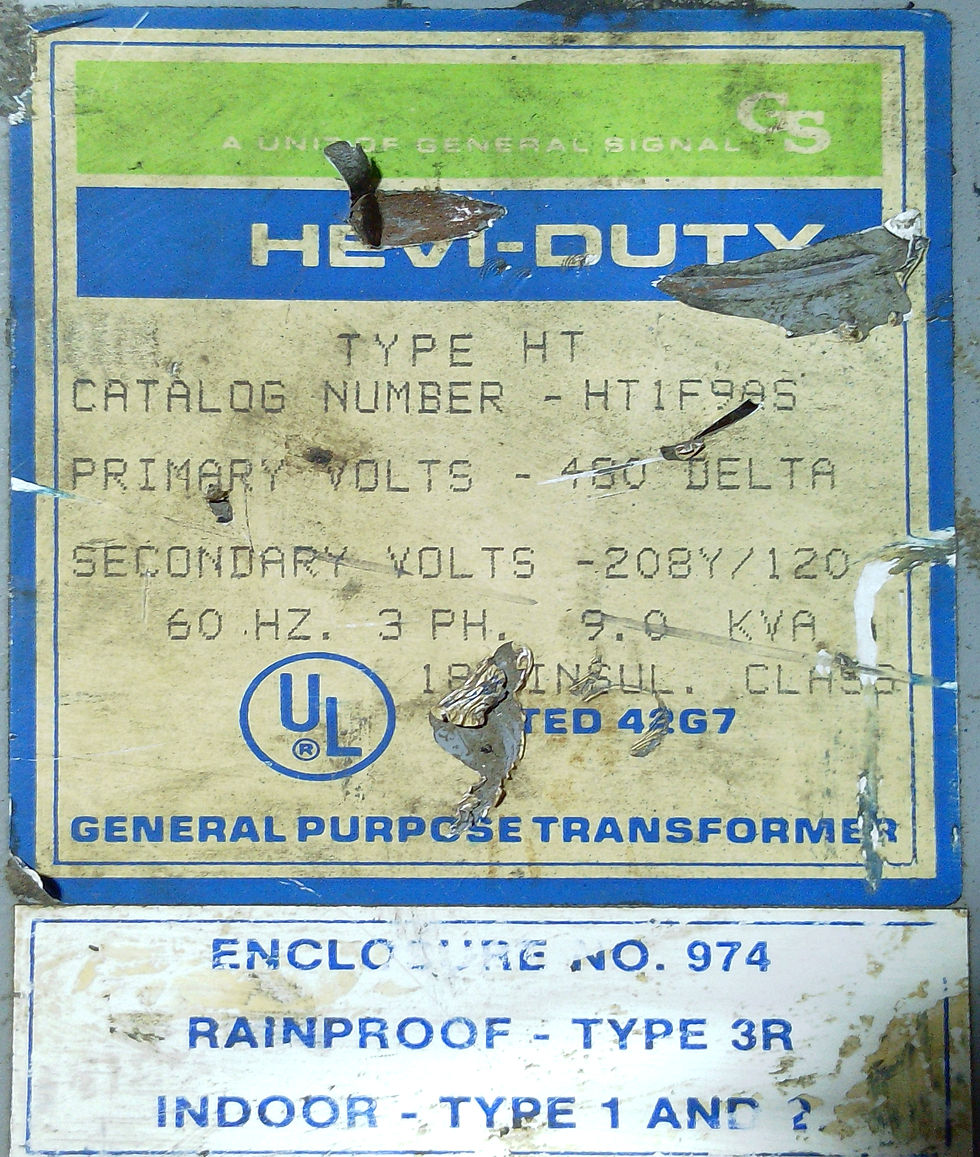 GS
A UNIT OF GENERAL SIGNAL
HEVI-DUTY
TYPE HT
CATALOG NUMBER - HT1F9AS
PRIMARY VOLTS - 480 DELTA
SECONDARY VOLTS -208Y/120
60 HZ. 3 PH. 9.0 KVA
INSUL. CLASS
UL®
42G7
GENERAL PURPOSE TRANSFORMER
ENCLOSURE NO. 974
RAINPROOF - TYPE 3R
INDOOR - TYPE 1 AND 2